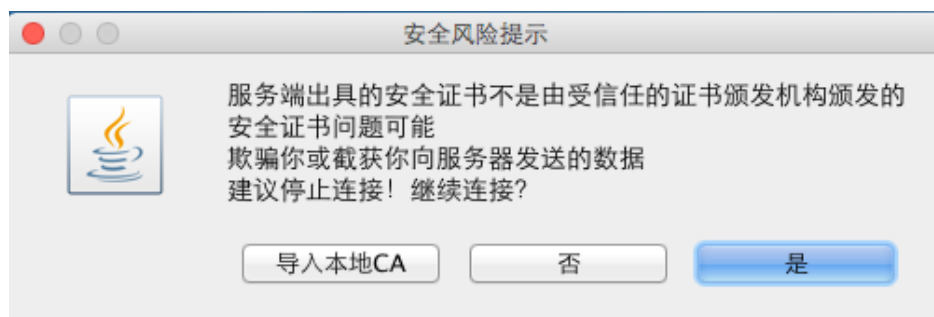 安全风险提示
服务端出具的安全证书不是由受信任的证书颁发机构颁发的
安全证书问题可能
欺骗你或截获你向服务器发送的数据
建议停止连接！继续连接？
导入本地CA
否
是